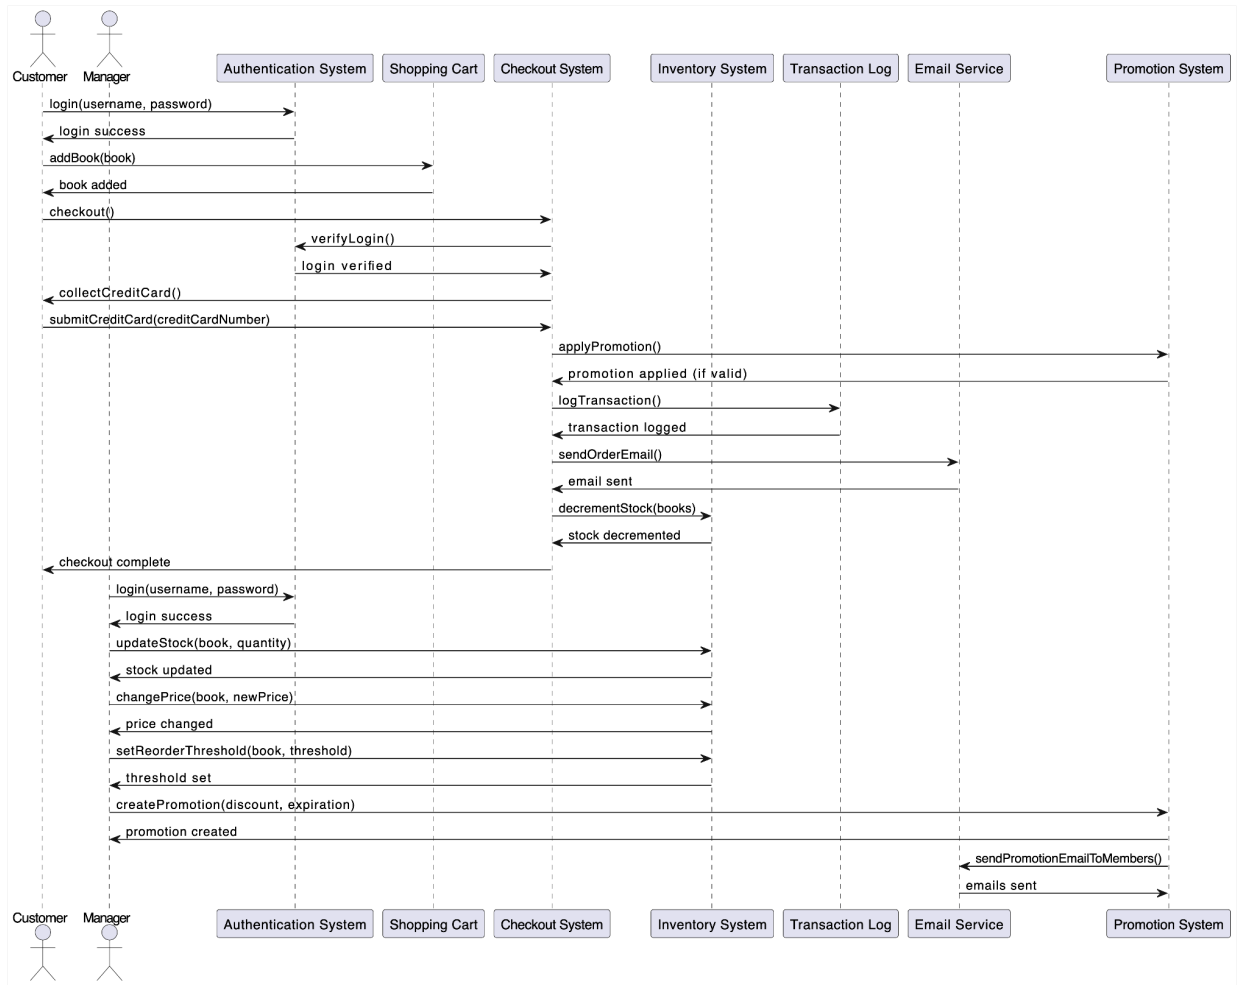 Customer
Manager
Authentication System
Shopping Cart
Checkout System
Inventory System
Transaction Log
Email Service
Promotion System
login(username, password)
login success
addBook(book)
book added
checkout()
verifyLogin()
login verified
collectCreditCard()
submitCreditCard(creditCardNumber)
applyPromotion()
promotion applied (if valid)
logTransaction()
transaction logged
sendOrderEmail()
email sent
decrementStock(books)
stock decremented
checkout complete
login(username, password)
login success
updateStock(book, quantity)
stock updated
changePrice(book, newPrice)
price changed
setReorderThreshold(book, threshold)
threshold set
createPromotion(discount, expiration)
promotion created
sendPromotionEmailToMembers()
emails sent
Customer
Manager
Authentication System
Shopping Cart
Checkout System
Inventory System
Transaction Log
Email Service
Promotion System